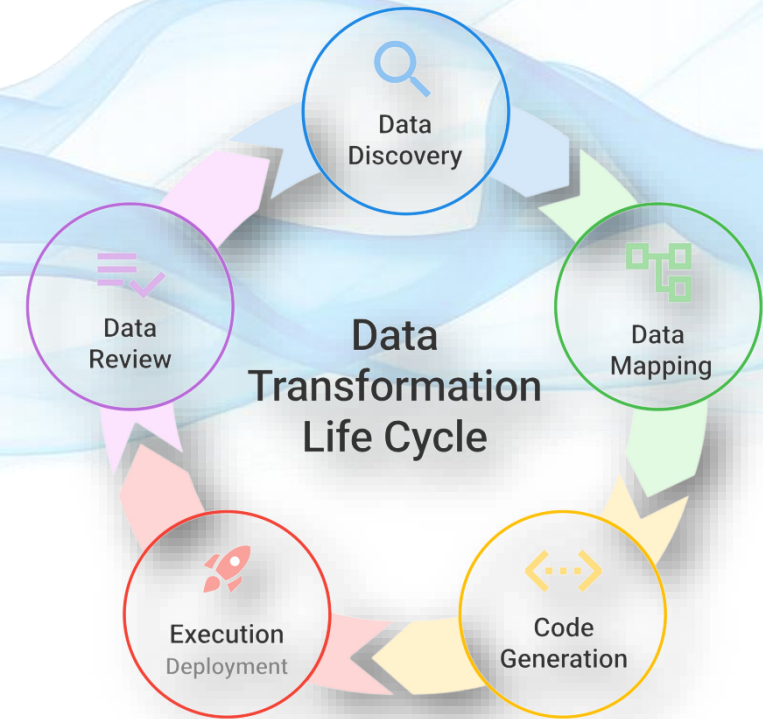 Data
Discovery
Data
Mapping
Code
Generation
Execution
Deployment
Data
Review
Data
Transformation
Life Cycle